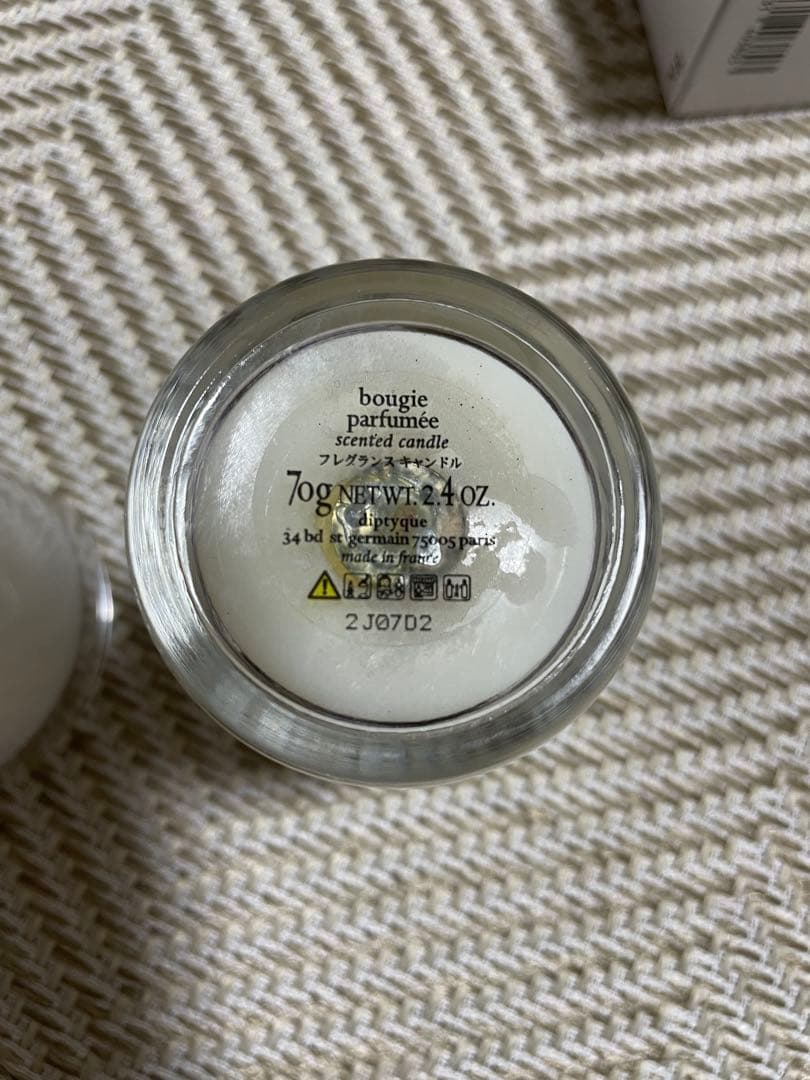 bougie
parfumée
scented candle
フレグランス キャンドル
70g NET WT. 2.4 OZ.
diptyque
34 bd st germain 75005 paris
made in france
2J07D2